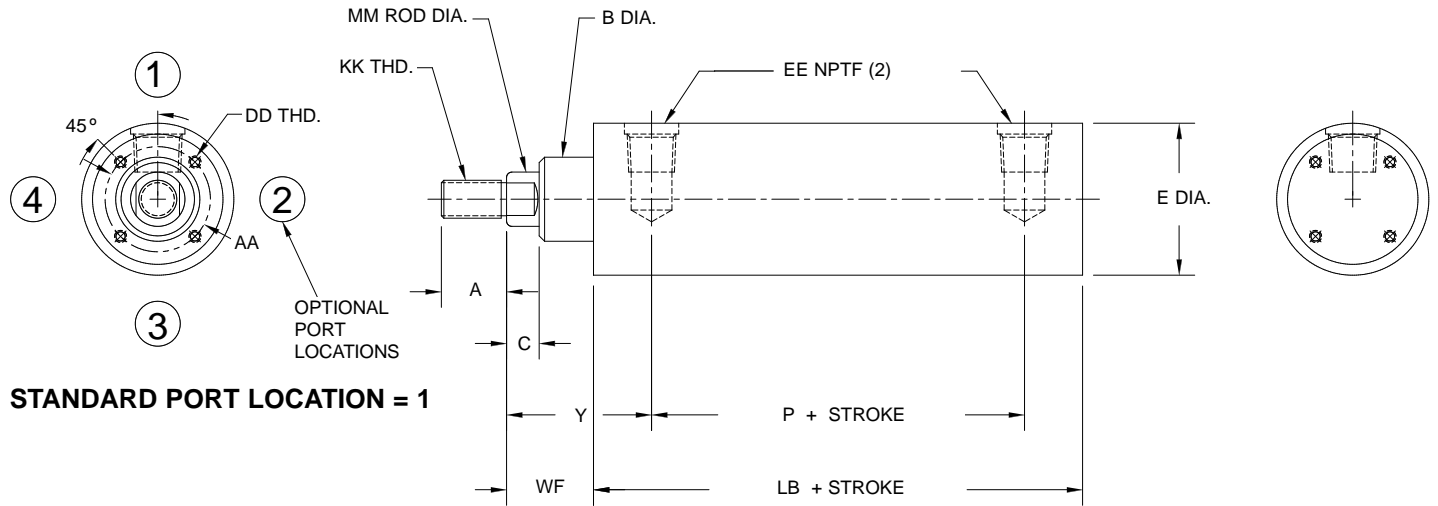 MM ROD DIA.
B DIA.
KK THD.
EE NPTF (2)
1
DD THD.
45°
4
2
E DIA.
AA
A
OPTIONAL
PORT
LOCATIONS
3
C
STANDARD PORT LOCATION = 1
Y
P + STROKE
WF
LB + STROKE